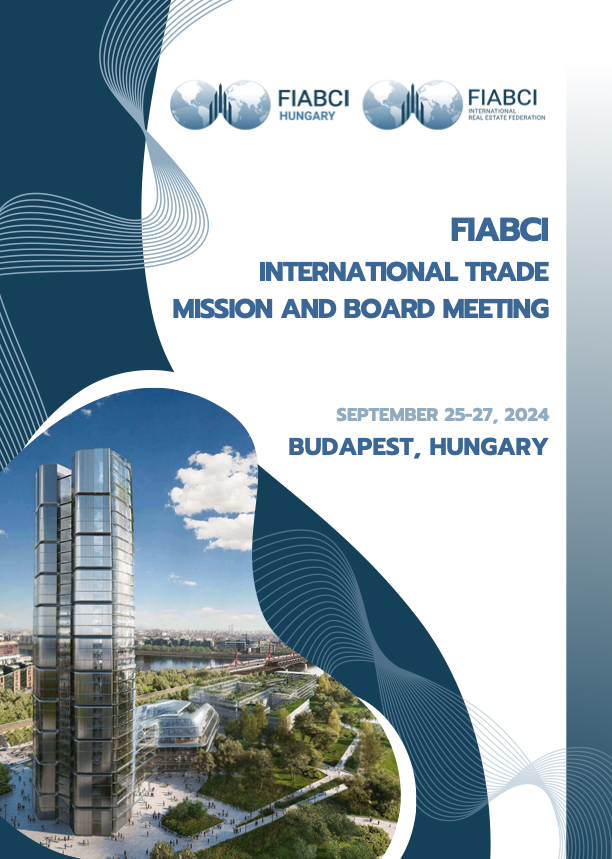 FIABCI
HUNGARY
FIABCI
INTERNATIONAL
REAL ESTATE FEDERATION
FIABCI
INTERNATIONAL TRADE
MISSION AND BOARD MEETING
SEPTEMBER 25-27, 2024
BUDAPEST, HUNGARY